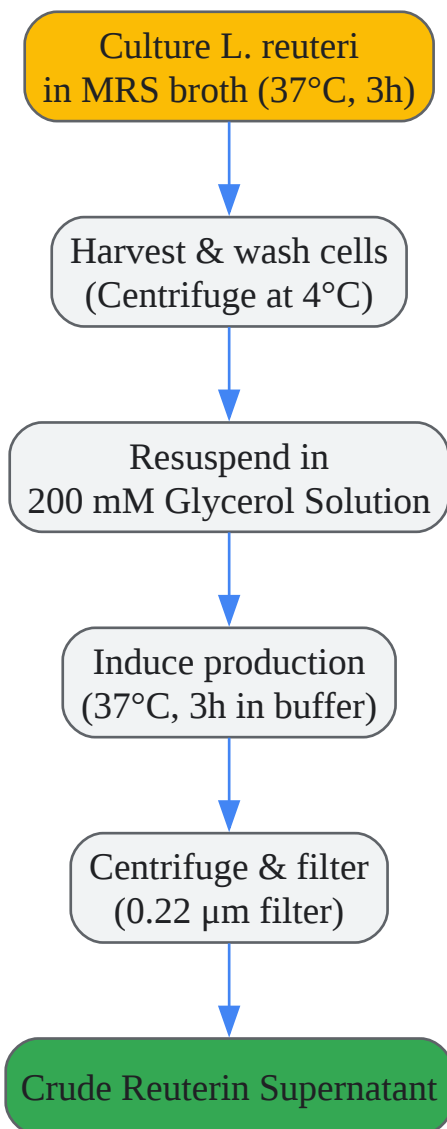 Culture L. reuteri
in MRS broth (37°C, 3h)
Harvest & wash cells
(Centrifuge at 4°C)
Resuspend in
200 mM Glycerol Solution
Induce production
(37°C, 3h in buffer)
Centrifuge & filter
(0.22 μm filter)
Crude Reuterin Supernatant